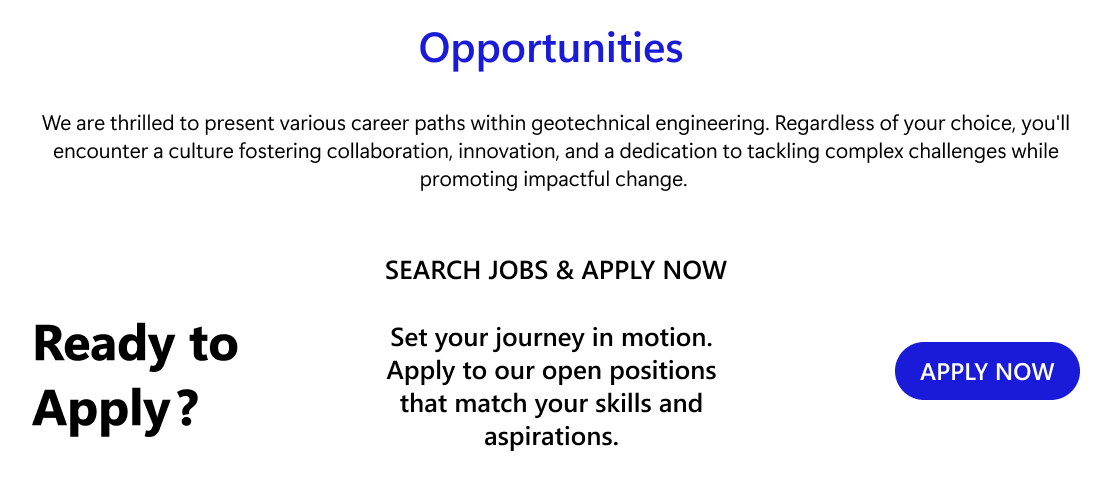 Opportunities
We are thrilled to present various career paths within geotechnical engineering. Regardless of your choice, you'll
encounter a culture fostering collaboration, innovation, and a dedication to tackling complex challenges while
promoting impactful change.
SEARCH JOBS & APPLY NOW
Ready to
Apply?
Set your journey in motion.
Apply to our open positions
that match your skills and
aspirations.
APPLY NOW